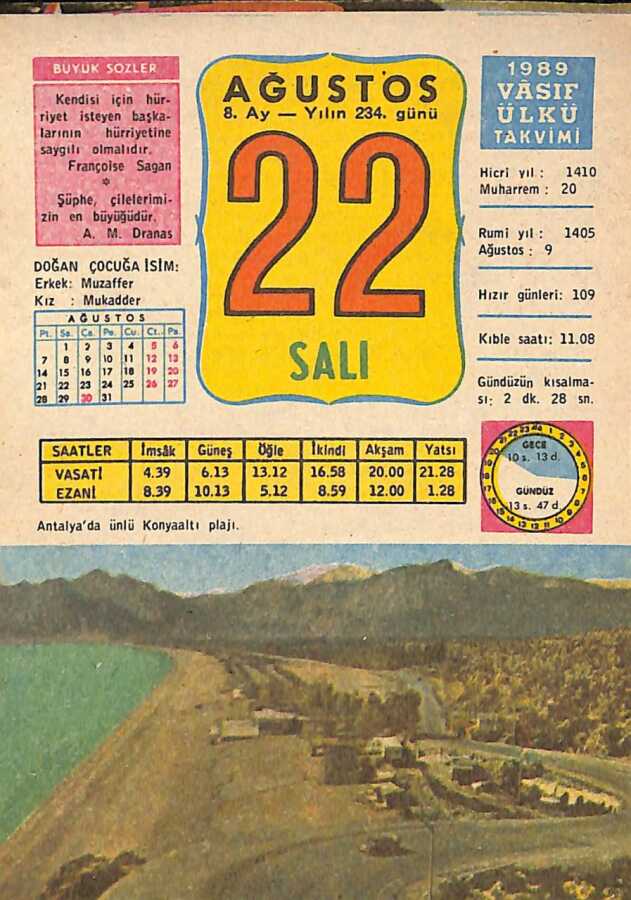 BÜYÜK SÖZLER
Kendisi için hür-
riyet isteyen başka-
larının hürriyetine
saygılı olmalıdır.
Françoise Sagan
*
Şüphe, çilelerimi-
zin en büyüğüdür.
A. M. Dranas
DOĞAN ÇOCUĞA İSİM:
Erkek: Muzaffer
Kız : Mukadder
AĞUSTOS
Pt. Sa. Ça. Pe. Cu. Ct. Pa.
1 2 3 4 5 6
7 8 9 10 11 12 13
14 15 16 17 18 19 20
21 22 23 24 25 26 27
28 29 30 31
AĞUSTOS
8. Ay — Yılın 234. günü
22
SALI
1989
VÂSIF
ÜLKÜ
TAKVİMİ
Hicrî yıl : 1410
Muharrem : 20
Rumi yıl : 1405
Ağustos : 9
Hızır günleri: 109
Kıble saatı: 11.08
Gündüzün kısalma-
sı: 2 dk. 28 sn.
SAATLER İmsâk Güneş Öğle İkindi Akşam Yatsı
VASATİ 4.39 6.13 13.12 16.58 20.00 21.28
EZANİ 8.39 10.13 5.12 8.59 12.00 1.28
GECE
10 s. 13 d.
GÜNDÜZ
13 s. 47 d.
Antalya'da ünlü Konyaaltı plajı.